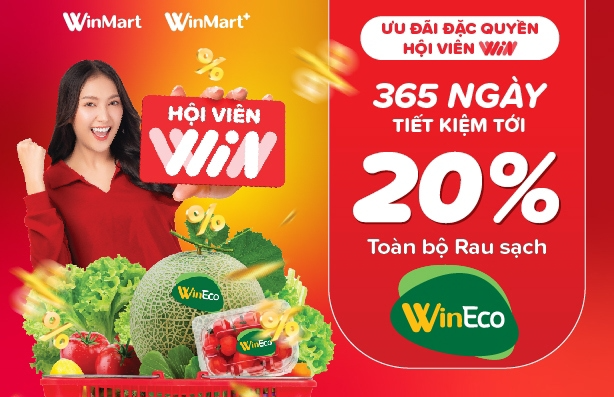 WinMart WinMart+
HỘI VIÊN
WiN
WinEco
WinEco
ƯU ĐÃI ĐẶC QUYỀN
HỘI VIÊN WiN
365 NGÀY
TIẾT KIỆM TỚI
20%
Toàn bộ Rau sạch
WinEco
%
%
%
%